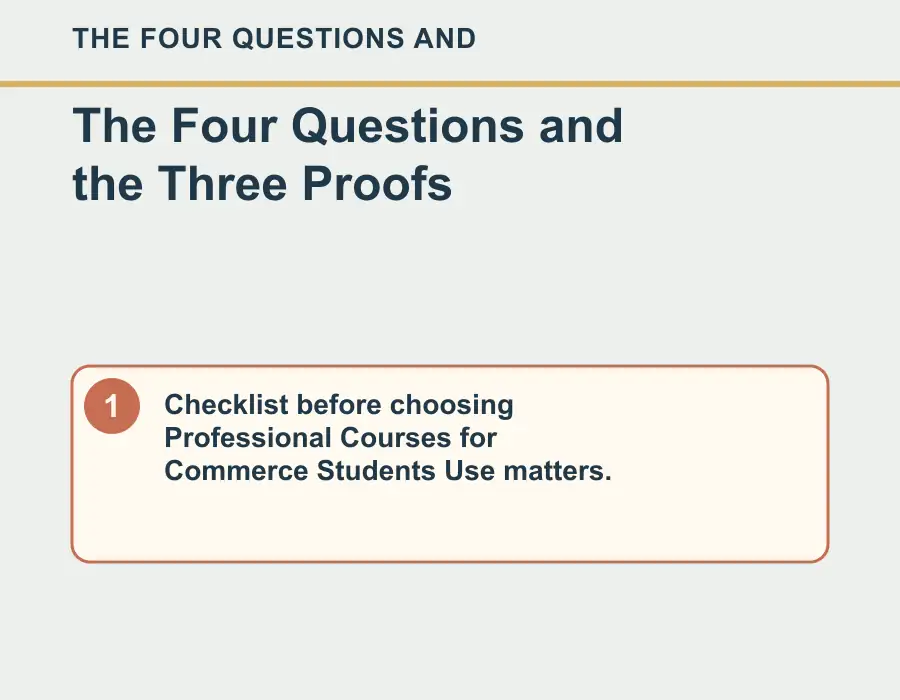 THE FOUR QUESTIONS AND
The Four Questions and
the Three Proofs
1
Checklist before choosing
Professional Courses for
Commerce Students Use matters.